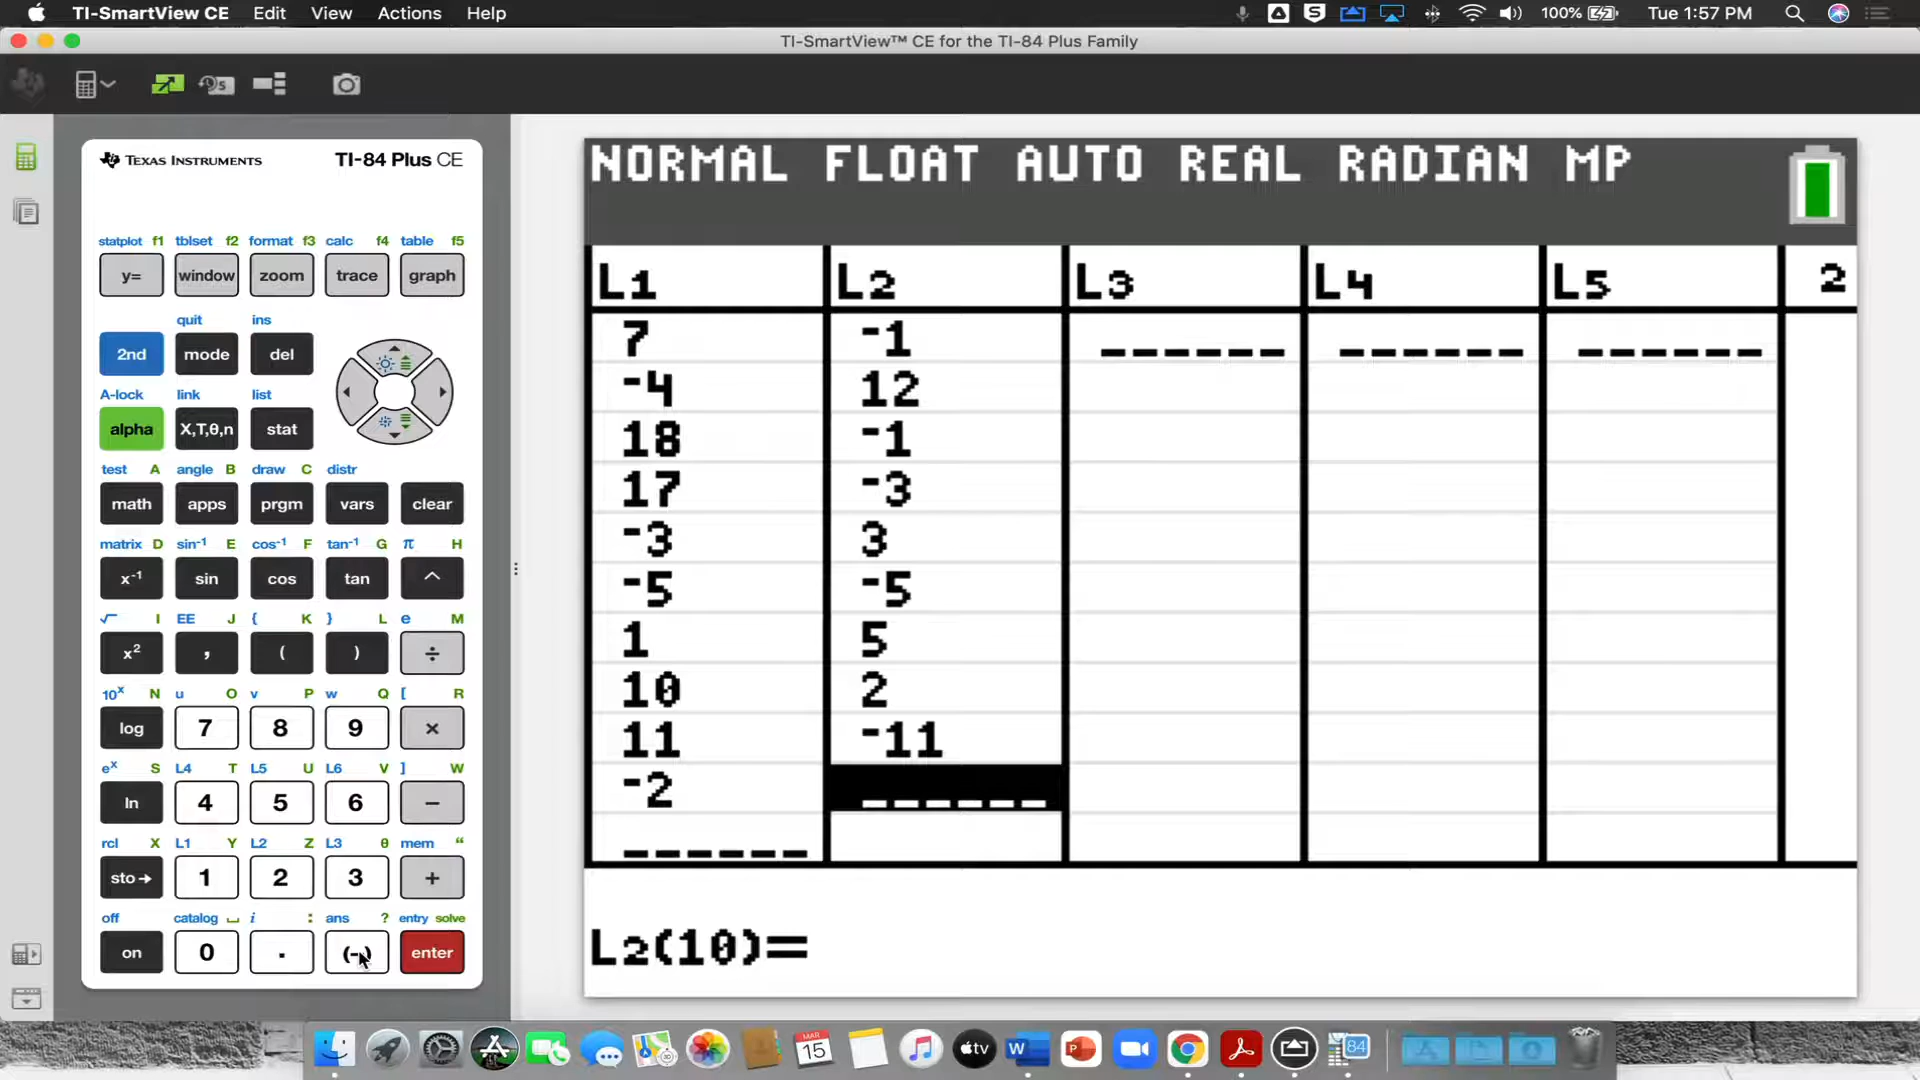 TI-SmartView CE Edit View Actions Help 100% Tue 1:57 PM
TI-SmartView™ CE for the TI-84 Plus Family
TEXAS INSTRUMENTS TI-84 Plus CE
statplot f1 tblset f2 format f3 calc f4 table f5
y= window zoom trace graph
quit ins
2nd mode del
A-lock link list
alpha X,T,θ,n stat
test A angle B draw C distr
math apps prgm vars clear
matrix D sin⁻¹ E cos⁻¹ F tan⁻¹ G π H
x⁻¹ sin cos tan ^
√ I EE J { K } L e M
x² , ( ) ÷
10ˣ N u O v P w Q [ R
log 7 8 9 ×
eˣ S L4 T L5 U L6 V ] W
ln 4 5 6 −
rcl X L1 Y L2 Z L3 θ mem "
sto→ 1 2 3 +
off catalog i : ans ? entry solve
on 0 . (-) enter
NORMAL FLOAT AUTO REAL RADIAN MP
L1 L2 L3 L4 L5 2
7 -1 ------ ------ ------
-4 12
18 -1
17 -3
-3 3
-5 -5
1 5
10 2
11 -11
-2 ------
------
L2(10)=
MAR
15
tv
W
P
84